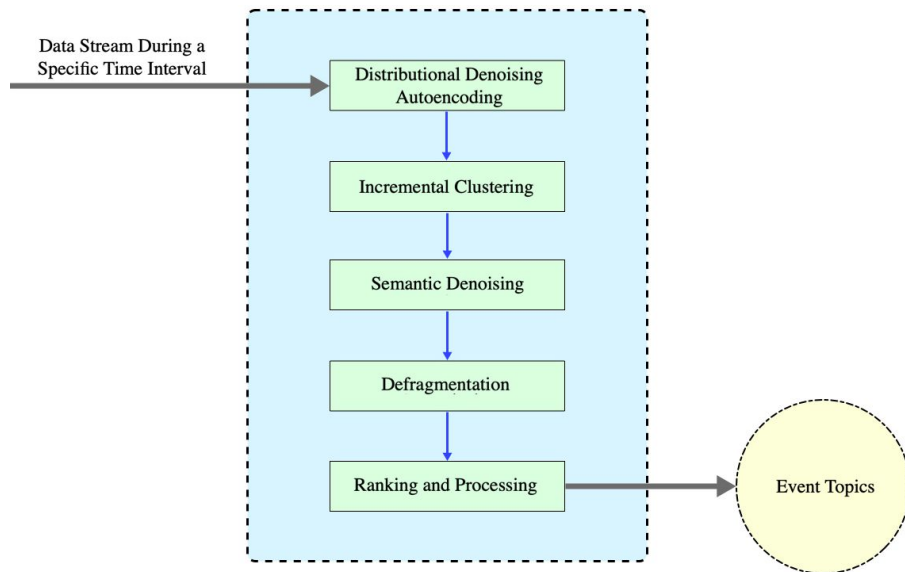 Data Stream During a
Specific Time Interval
Distributional Denoising
Autoencoding
Incremental Clustering
Semantic Denoising
Defragmentation
Ranking and Processing
Event Topics